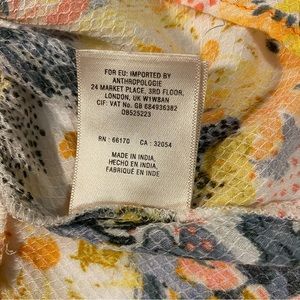 FOR EU: IMPORTED BY
ANTHROPOLOGIE
24 MARKET PLACE, 3RD FLOOR,
LONDON, UK W1W8AN
CIF: VAT No. GB 684936382
OB525223
RN : 66170 CA : 32054
MADE IN INDIA,
HECHO EN INDIA,
FABRIQUÉ EN INDE